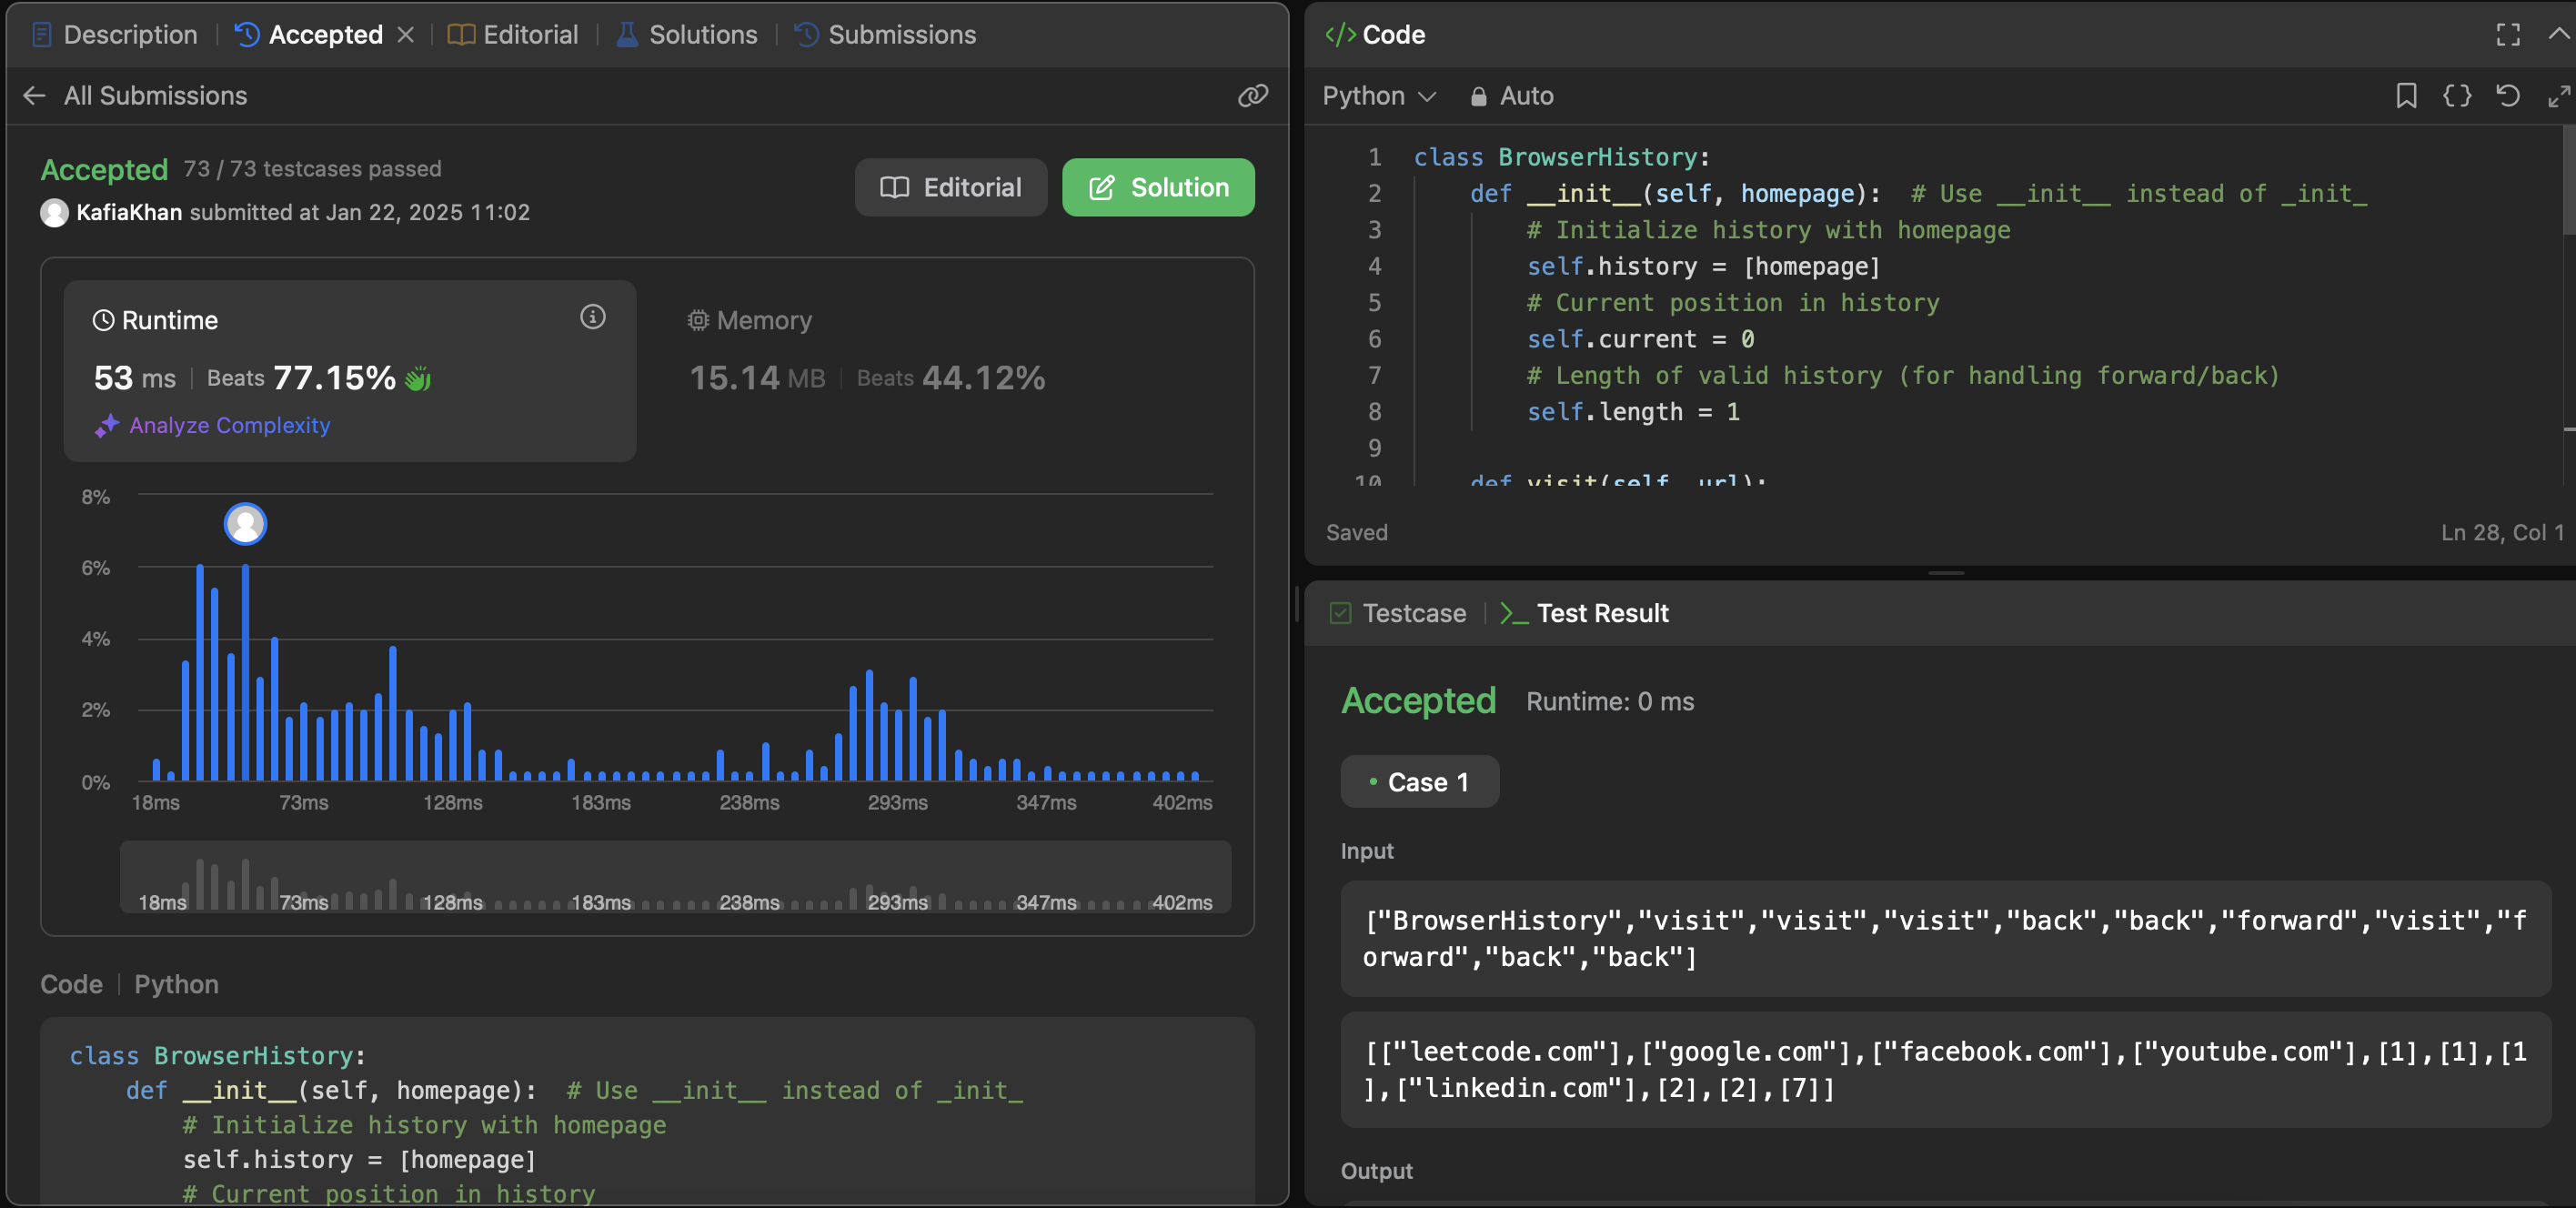 Description
Accepted
Editorial
Solutions
Submissions
All Submissions
Accepted 73 / 73 testcases passed
KafiaKhan submitted at Jan 22, 2025 11:02
Editorial
Solution
Runtime
53 ms | Beats 77.15%
Analyze Complexity
Memory
15.14 MB | Beats 44.12%
8%
6%
4%
2%
0%
18ms 73ms 128ms 183ms 238ms 293ms 347ms 402ms
18ms 73ms 128ms 183ms 238ms 293ms 347ms 402ms
Code | Python
class BrowserHistory:
    def __init__(self, homepage):  # Use __init__ instead of _init_
        # Initialize history with homepage
        self.history = [homepage]
        # Current position in history
</> Code
Python
Auto
1 class BrowserHistory:
2     def __init__(self, homepage):  # Use __init__ instead of _init_
3         # Initialize history with homepage
4         self.history = [homepage]
5         # Current position in history
6         self.current = 0
7         # Length of valid history (for handling forward/back)
8         self.length = 1
9
10     def visit(self, url):
Saved
Ln 28, Col 1
Testcase
>_ Test Result
Accepted Runtime: 0 ms
Case 1
Input
["BrowserHistory","visit","visit","visit","back","back","forward","visit","f
orward","back","back"]
[["leetcode.com"],["google.com"],["facebook.com"],["youtube.com"],[1],[1],[1
],["linkedin.com"],[2],[2],[7]]
Output